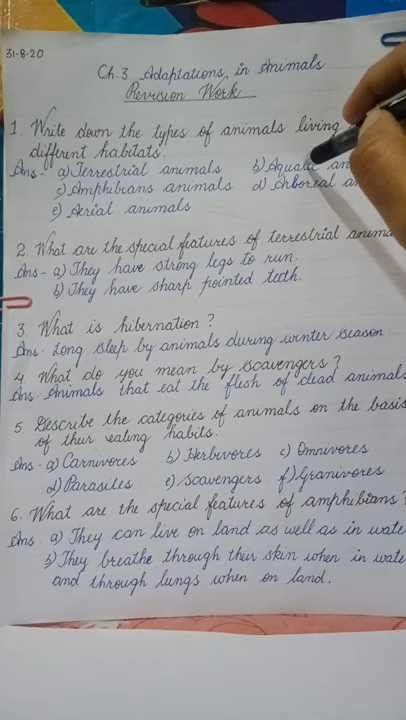 31-8-20
Ch. 3 Adaptations in Animals
Revision Work
1. Write down the types of animals living
different habitats.
Ans - a) Terrestrial animals b) Aquatic an
c) Amphibians animals d) Arboreal a
e) Aerial animals
2. What are the special features of terrestrial anima
Ans - a) They have strong legs to run.
b) They have sharp pointed teeth.
3. What is hibernation ?
Ans. Long sleep by animals during winter season
4. What do you mean by scavengers ?
Ans. Animals that eat the flesh of dead animals
5. Describe the categories of animals on the basis
of their eating habits.
Ans - a) Carnivores b) Herbivores c) Omnivores
d) Parasites e) Scavengers f) Granivores
6. What are the special features of amphibians ?
Ans a) They can live on land as well as in wate
b) They breathe through their skin when in wate
and through lungs when on land.